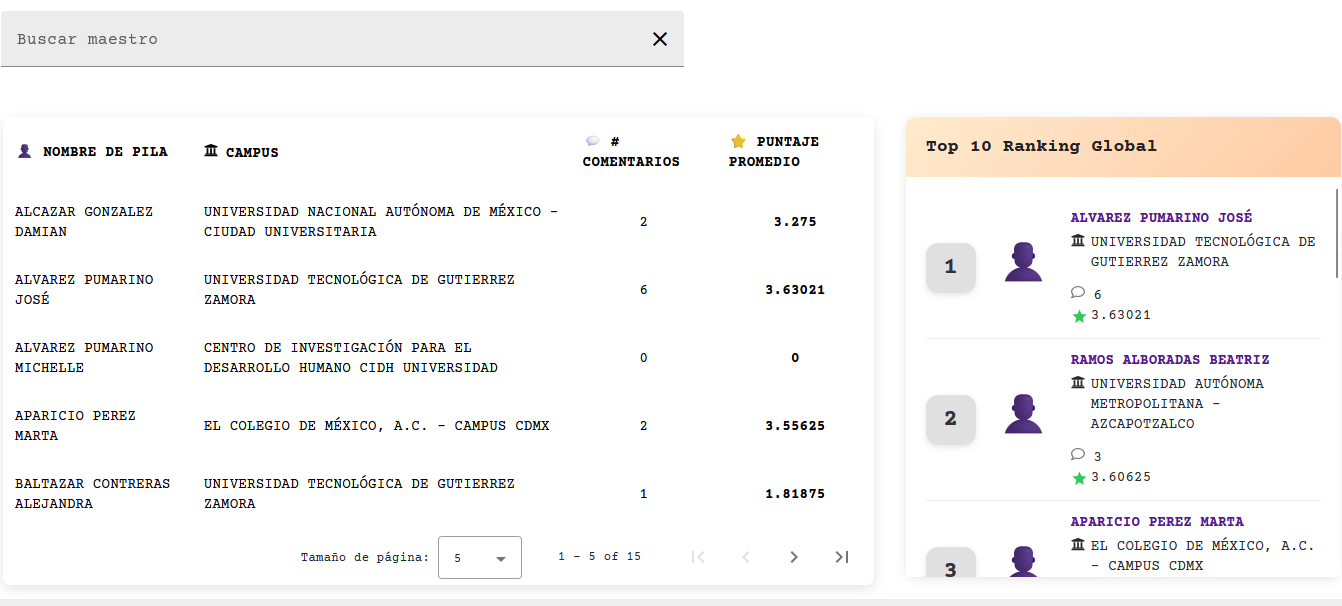 Buscar maestro
NOMBRE DE PILA
CAMPUS
#
COMENTARIOS
PUNTAJE
PROMEDIO
ALCAZAR GONZALEZ
DAMIAN
UNIVERSIDAD NACIONAL AUTÓNOMA DE MÉXICO –
CIUDAD UNIVERSITARIA
2
3.275
ALVAREZ PUMARINO
JOSÉ
UNIVERSIDAD TECNOLÓGICA DE GUTIERREZ
ZAMORA
6
3.63021
ALVAREZ PUMARINO
MICHELLE
CENTRO DE INVESTIGACIÓN PARA EL
DESARROLLO HUMANO CIDH UNIVERSIDAD
0
0
APARICIO PEREZ
MARTA
EL COLEGIO DE MÉXICO, A.C. – CAMPUS CDMX
2
3.55625
BALTAZAR CONTRERAS
ALEJANDRA
UNIVERSIDAD TECNOLÓGICA DE GUTIERREZ
ZAMORA
1
1.81875
Tamaño de página:
5
1 – 5 of 15
Top 10 Ranking Global
1
ALVAREZ PUMARINO JOSÉ
UNIVERSIDAD TECNOLÓGICA DE
GUTIERREZ ZAMORA
6
3.63021
2
RAMOS ALBORADAS BEATRIZ
UNIVERSIDAD AUTÓNOMA
METROPOLITANA –
AZCAPOTZALCO
3
3.60625
3
APARICIO PEREZ MARTA
EL COLEGIO DE MÉXICO, A.C.
– CAMPUS CDMX